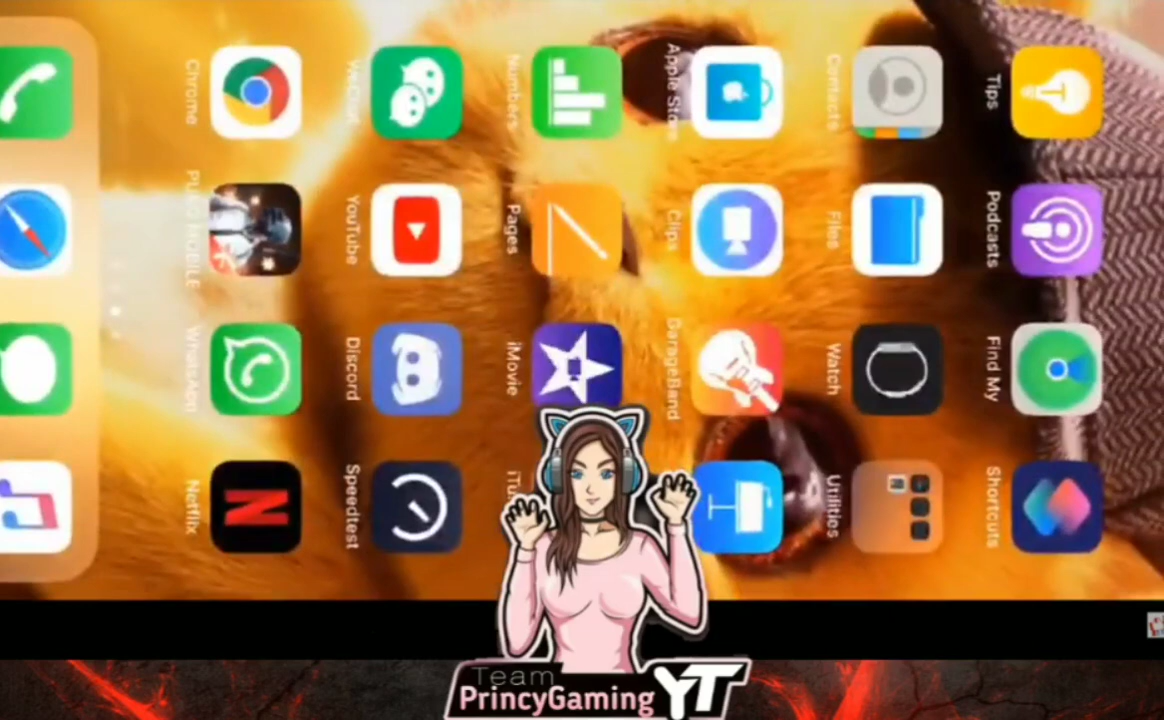 Tips
Podcasts
Find My
Shortcuts
Contacts
Files
Watch
Utilities
Apple Store
Clips
GarageBand
Numbers
Pages
iMovie
WeChat
YouTube
Discord
Speedtest
Chrome
PUBG MOBILE
WhatsApp
Netflix
Team
PrincyGaming YT